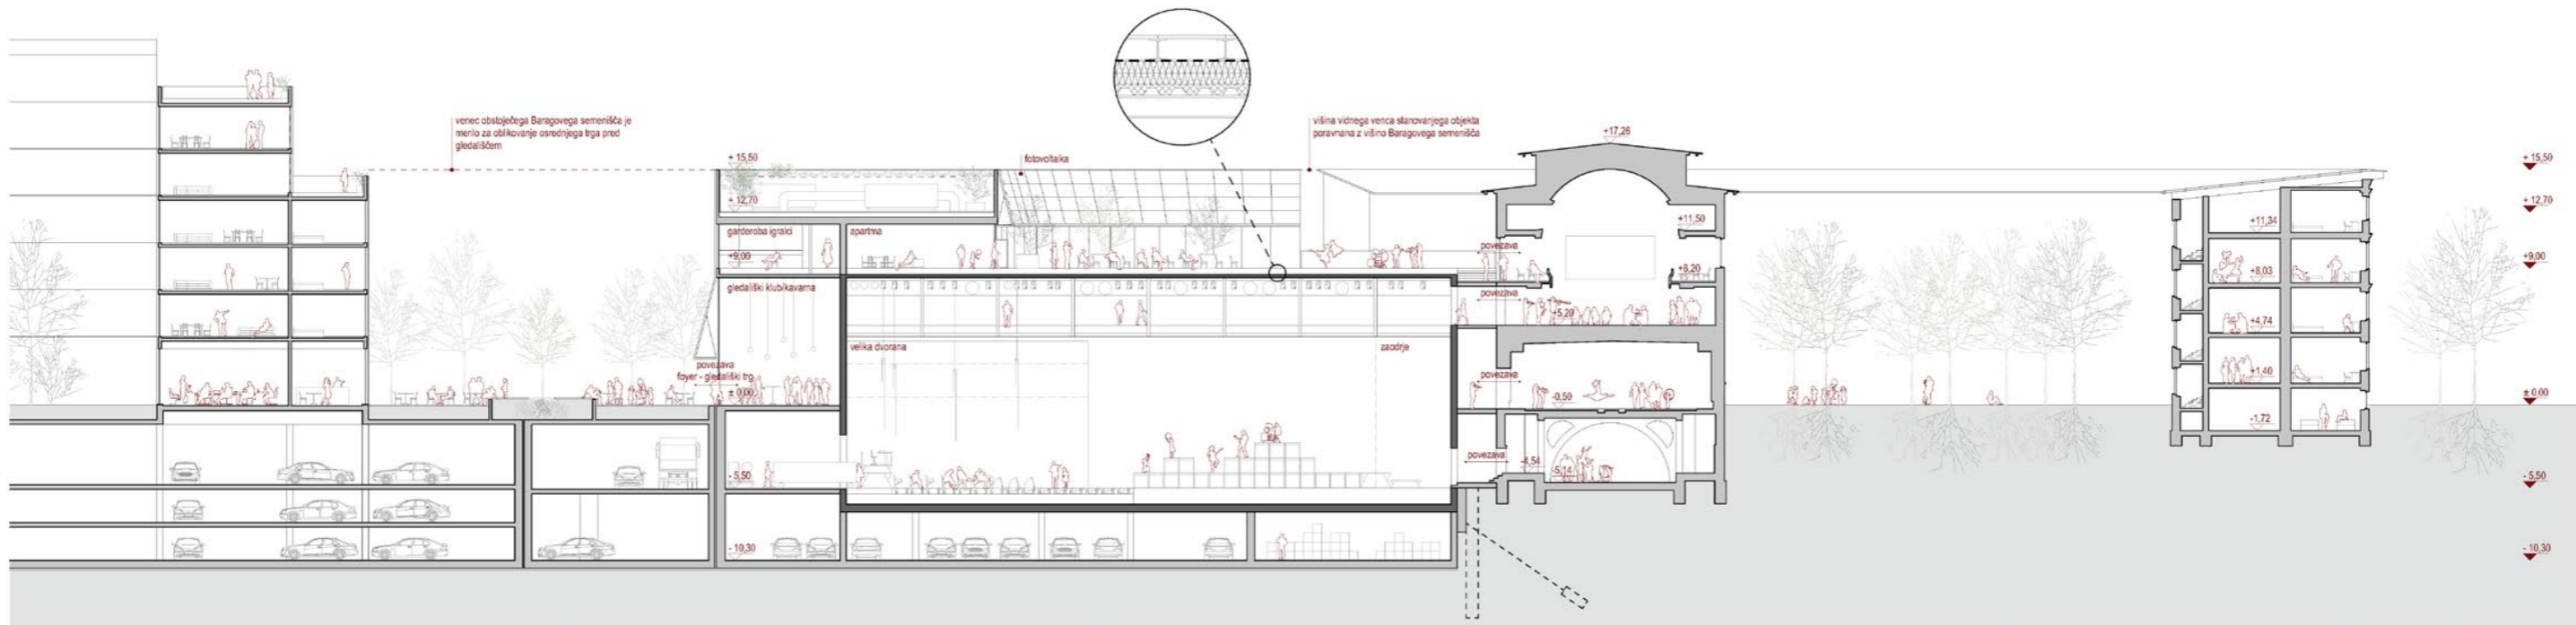 venec obstoječega Baragovega semenišča je
merilo za oblikovanje osrednjega trga pred
gledališčem
+ 15,50
+ 12,70
garderoba igralci
+9,00
gledališki klub/kavarna
povezava
foyer - gledališki trg
± 0,00
- 5,50
- 10,30
apartma
fotovoltaika
velika dvorana
zaodrje
višina vidnega venca stanovanjega objekta
poravnana z višino Baragovega semenišča
+17,26
+11,50
povezava
+8,20
povezava
+5,20
povezava
-0,50
povezava
-4,54
-5,14
+11,34
+8,03
+4,74
+1,40
-1,72
+ 15,50
+ 12,70
+9,00
± 0,00
- 5,50
- 10,30